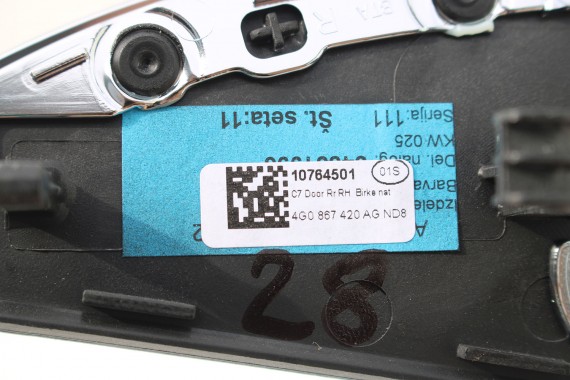 R
Št. seta:11
Serija:111
KW 025
Del. nalog:
Barva
Izdele
10764501
01S
C7 Door Rr RH Birke nat
4G0 867 420 AG ND8
28